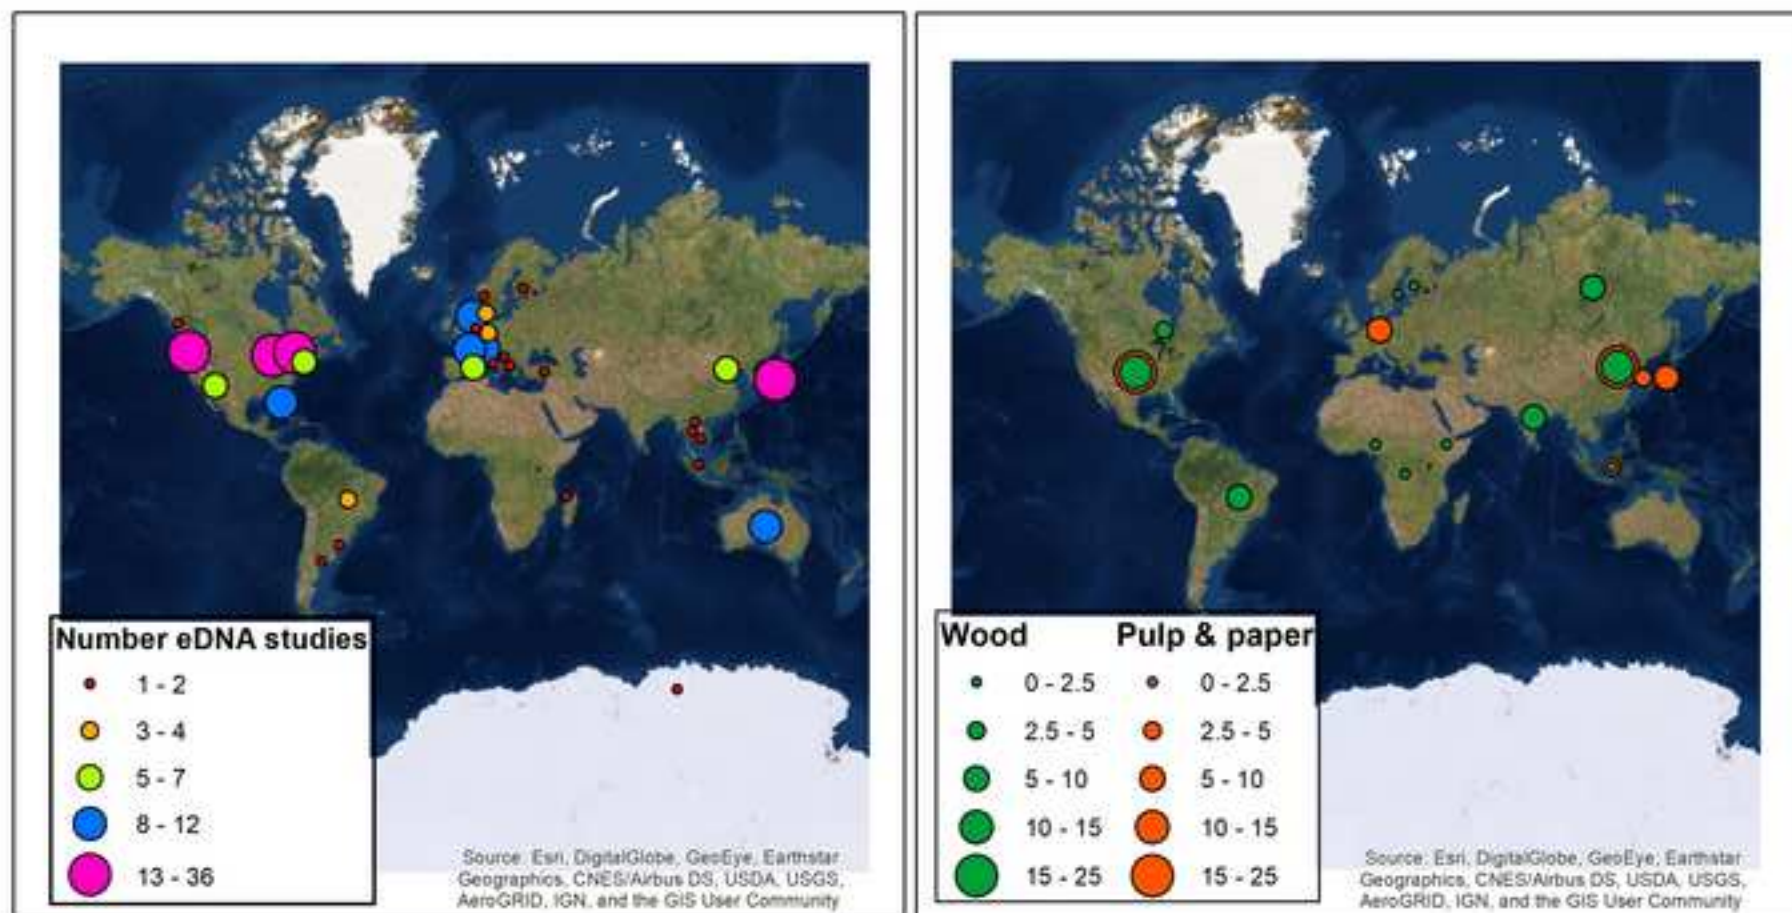 Number eDNA studies
1 - 2
3 - 4
5 - 7
8 - 12
13 - 36
Source: Esri, DigitalGlobe, GeoEye, Earthstar
Geographics, CNES/Airbus DS, USDA, USGS,
AeroGRID, IGN, and the GIS User Community
Wood Pulp & paper
0 - 2.5 0 - 2.5
2.5 - 5 2.5 - 5
5 - 10 5 - 10
10 - 15 10 - 15
15 - 25 15 - 25
Source: Esri, DigitalGlobe, GeoEye, Earthstar
Geographics, CNES/Airbus DS, USDA, USGS,
AeroGRID, IGN, and the GIS User Community